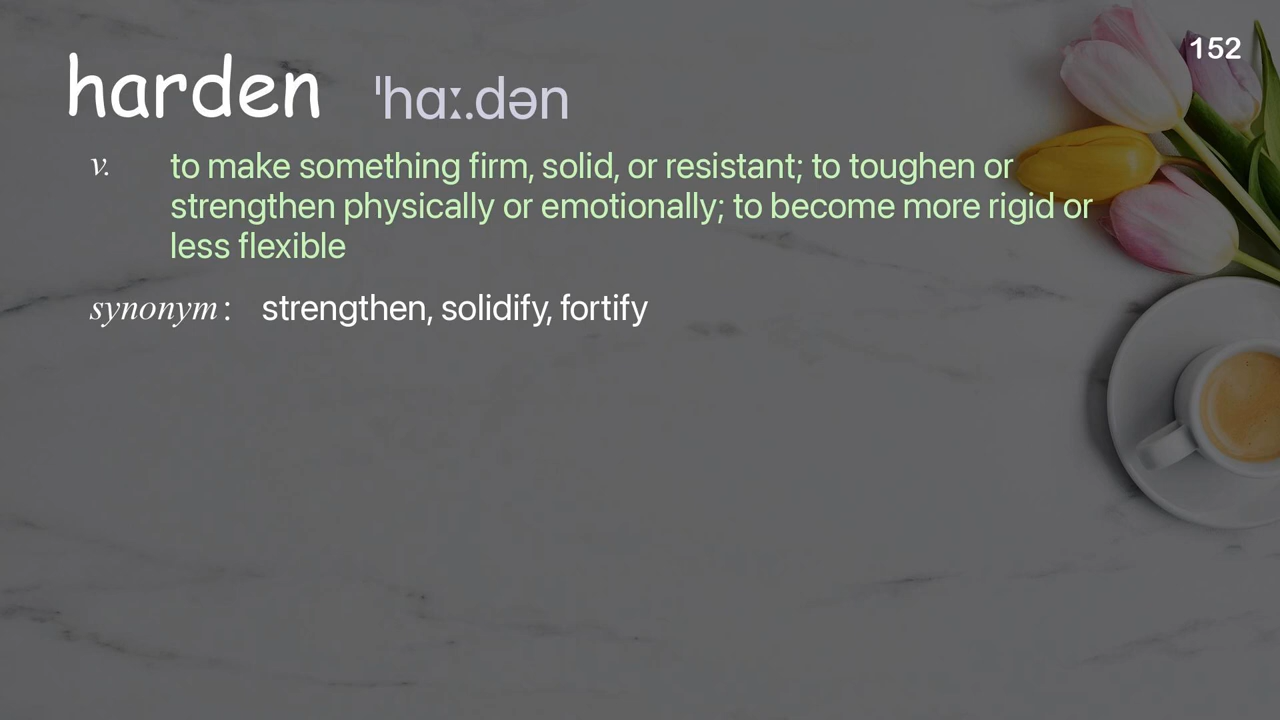 152
harden ˈhɑː.dən
v. to make something firm, solid, or resistant; to toughen or
strengthen physically or emotionally; to become more rigid or
less flexible
synonym : strengthen, solidify, fortify